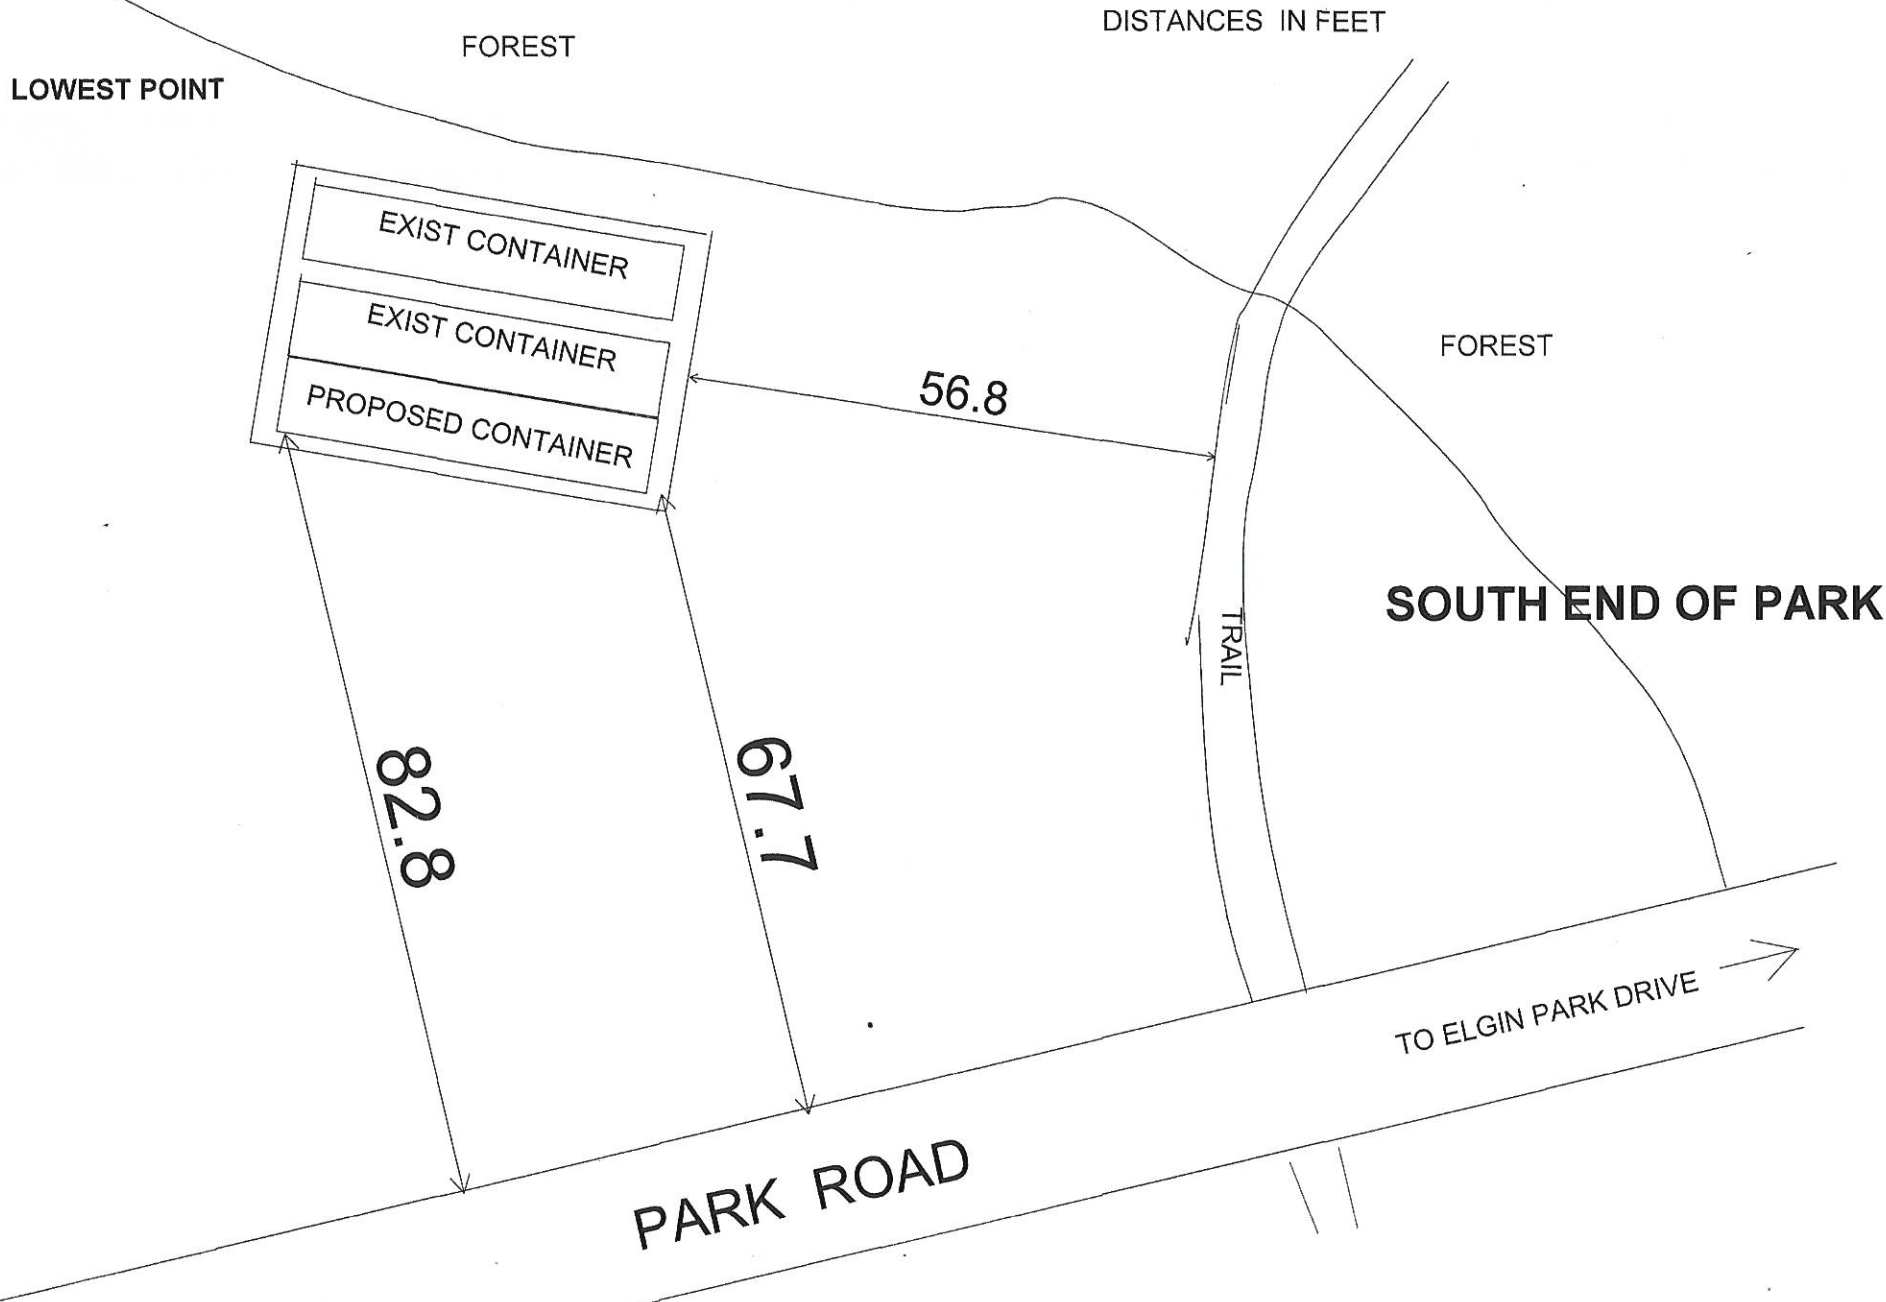 DISTANCES IN FEET
FOREST
LOWEST POINT
EXIST CONTAINER
EXIST CONTAINER
PROPOSED CONTAINER
56.8
FOREST
SOUTH END OF PARK
TRAIL
82.8
67.7
TO ELGIN PARK DRIVE
PARK ROAD